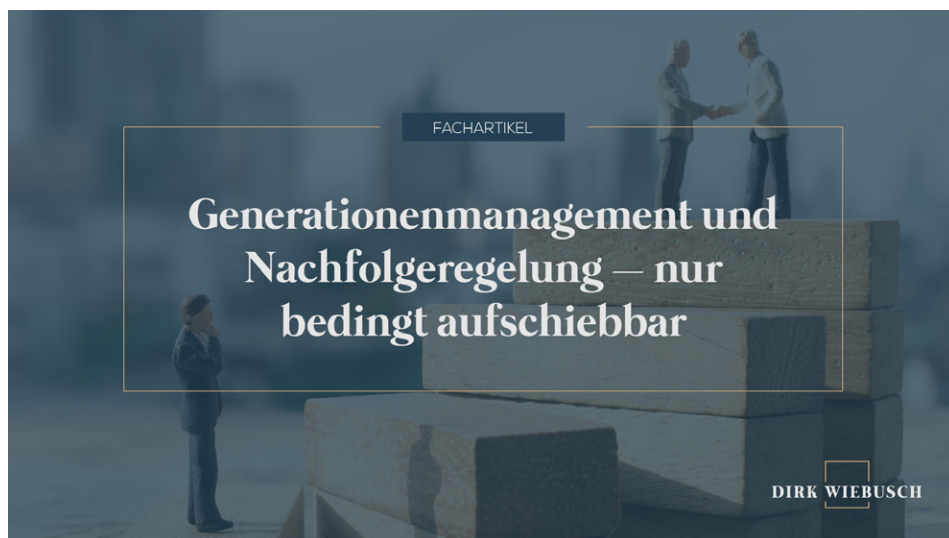 FACHARTIKEL
Generationenmanagement und
Nachfolgeregelung — nur
bedingt aufschiebbar
DIRK WIEBUSCH